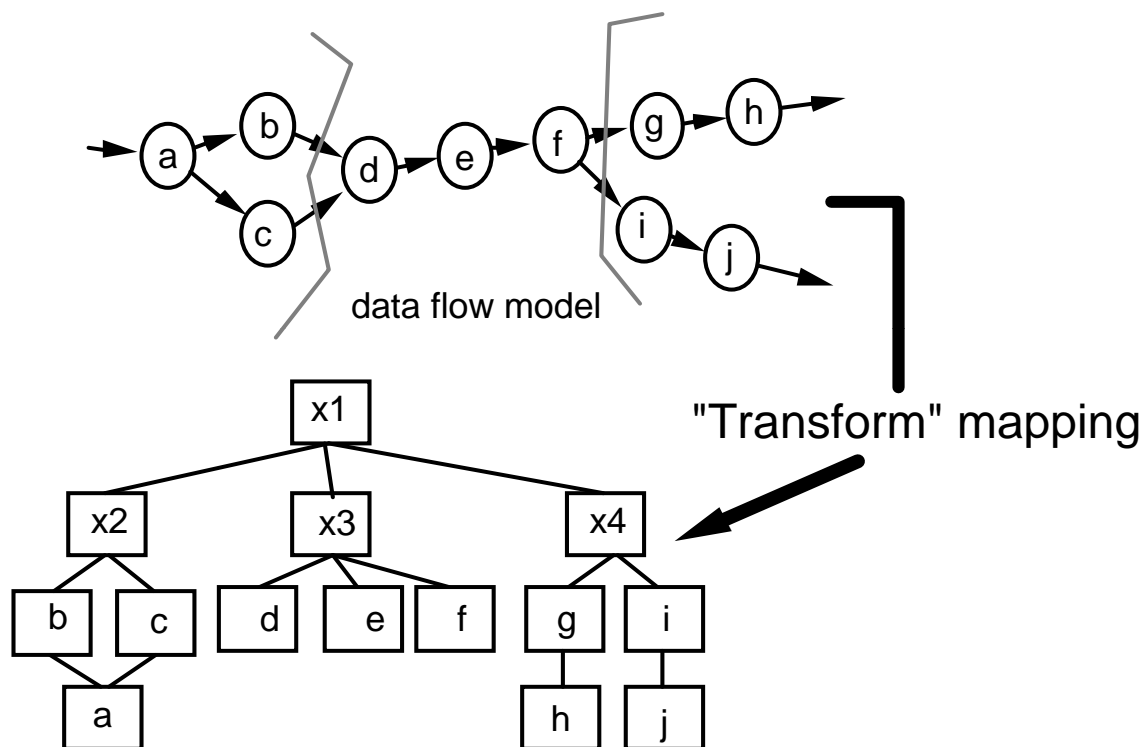 a
b
c
d
e
f
g
h
i
j
data flow model
"Transform" mapping
x1
x2
x3
x4
b
c
d
e
f
g
i
a
h
j